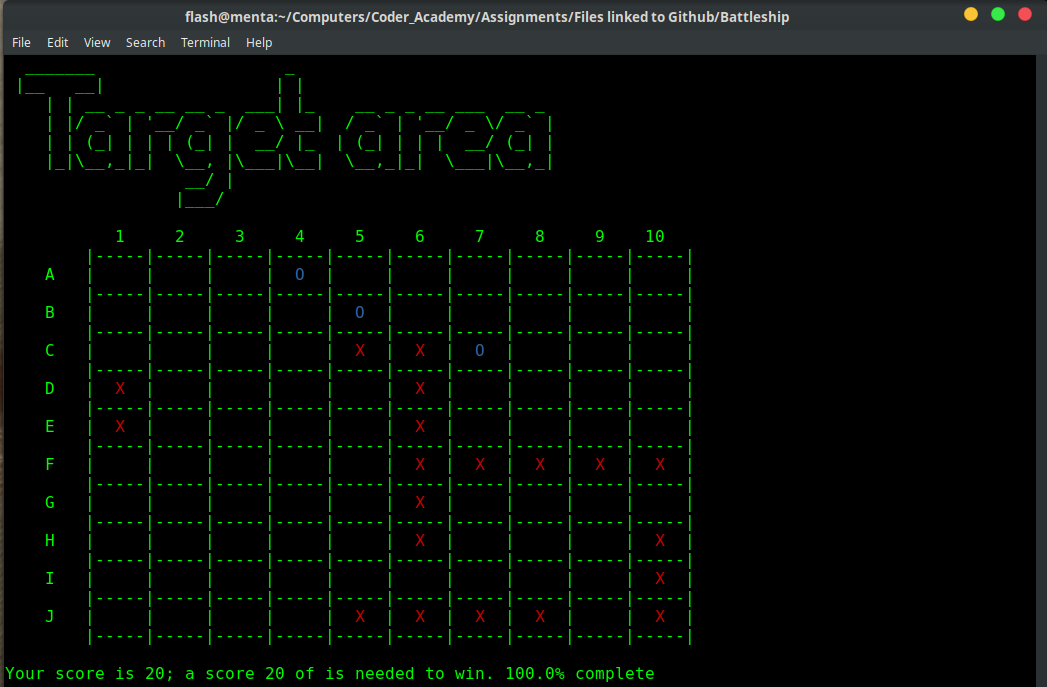 flash@menta:~/Computers/Coder_Academy/Assignments/Files linked to Github/Battleship
File Edit View Search Terminal Help
Target area
1 2 3 4 5 6 7 8 9 10
A O
B O
C X X O
D X X
E X X
F X X X X X
G X
H X X
I X
J X X X X X
Your score is 20; a score 20 of is needed to win. 100.0% complete